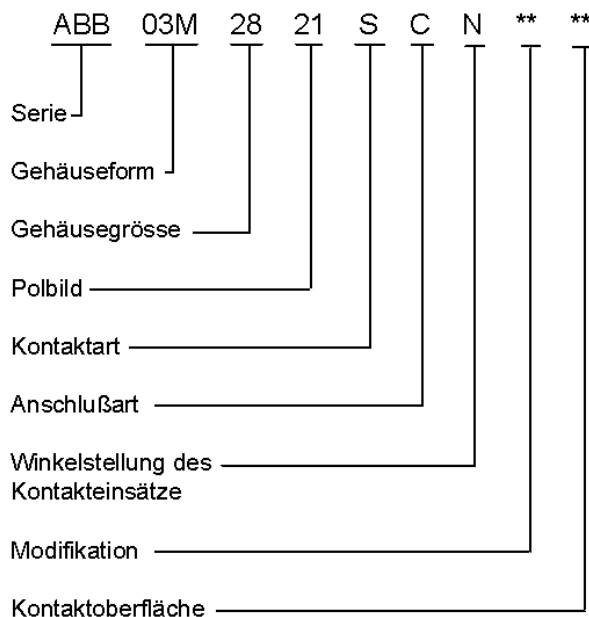 ABB 03M 28 21 S C N ** **
Serie
Gehäuseform
Gehäusegrösse
Polbild
Kontaktart
Anschlußart
Winkelstellung des
Kontakteinsätze
Modifikation
Kontaktoberfläche